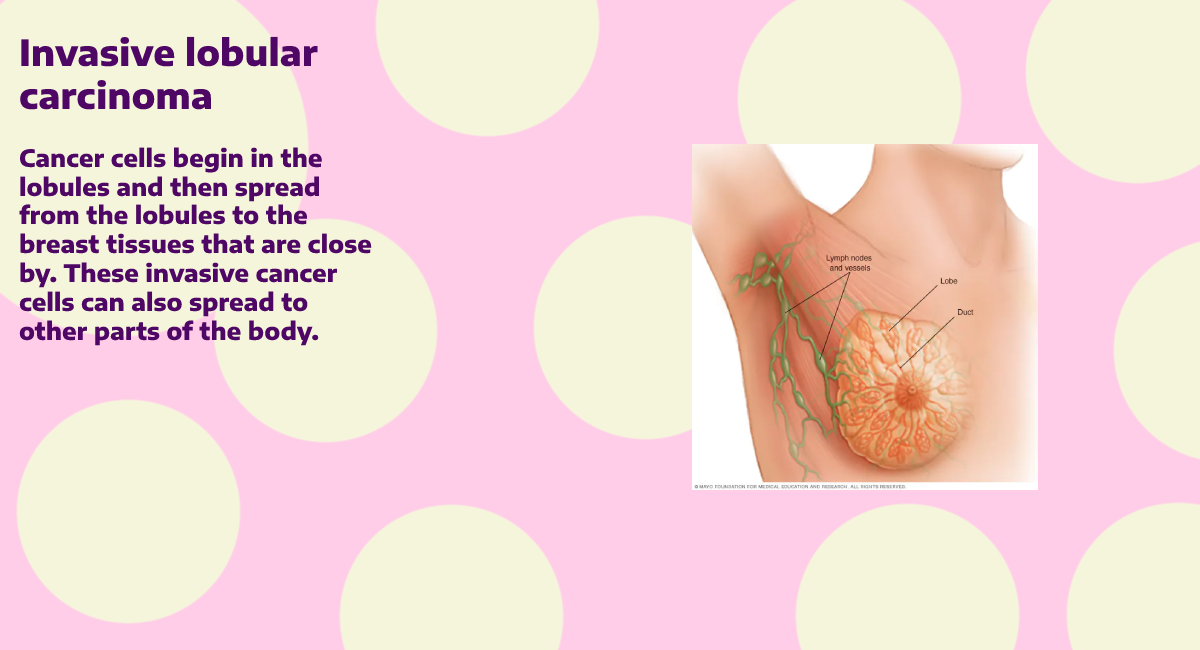 Invasive lobular
carcinoma
Cancer cells begin in the
lobules and then spread
from the lobules to the
breast tissues that are close
by. These invasive cancer
cells can also spread to
other parts of the body.
Lymph nodes
and vessels
Lobe
Duct
© MAYO FOUNDATION FOR MEDICAL EDUCATION AND RESEARCH. ALL RIGHTS RESERVED.